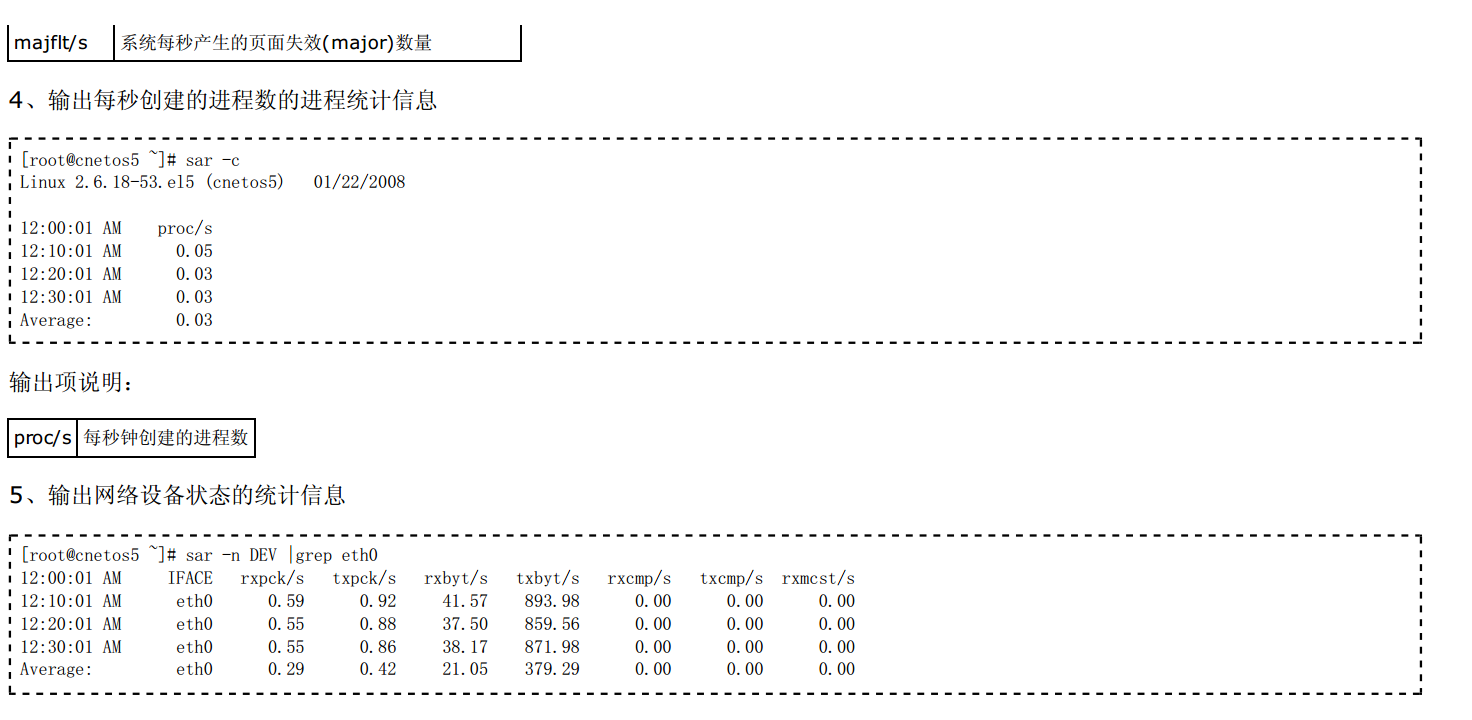 majflt/s 系统每秒产生的页面失效(major)数量
4、输出每秒创建的进程数的进程统计信息
[root@cnetos5 ~]# sar -c
Linux 2.6.18-53.el5 (cnetos5)   01/22/2008
12:00:01 AM    proc/s
12:10:01 AM      0.05
12:20:01 AM      0.03
12:30:01 AM      0.03
Average:         0.03
输出项说明：
proc/s 每秒钟创建的进程数
5、输出网络设备状态的统计信息
[root@cnetos5 ~]# sar -n DEV |grep eth0
12:00:01 AM     IFACE   rxpck/s   txpck/s   rxbyt/s   txbyt/s   rxcmp/s   txcmp/s  rxmcst/s
12:10:01 AM      eth0      0.59      0.92     41.57    893.98      0.00      0.00      0.00
12:20:01 AM      eth0      0.55      0.88     37.50    859.56      0.00      0.00      0.00
12:30:01 AM      eth0      0.55      0.86     38.17    871.98      0.00      0.00      0.00
Average:         eth0      0.29      0.42     21.05    379.29      0.00      0.00      0.00